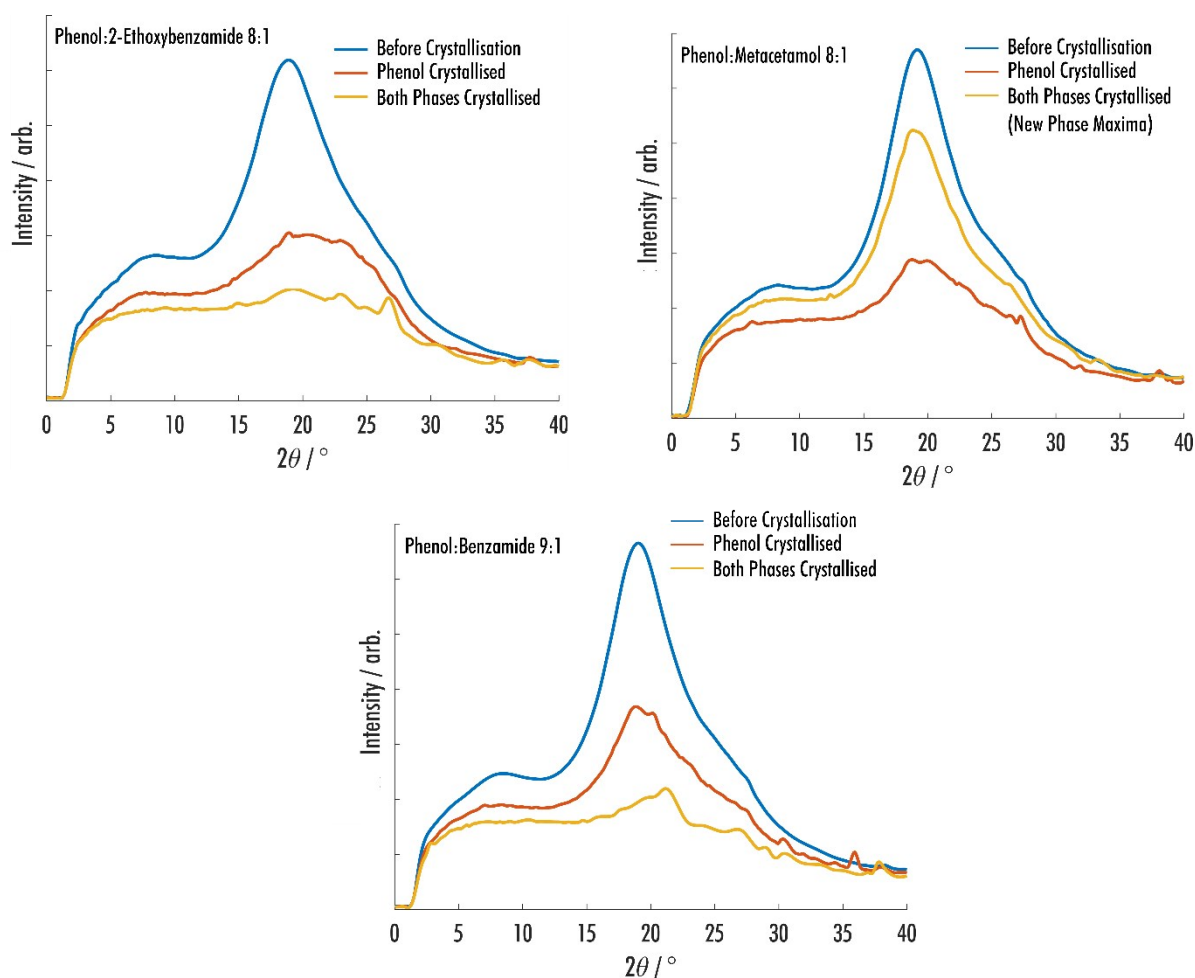 Phenol:2-Ethoxybenzamide 8:1
Before Crystallisation
Phenol Crystallised
Both Phases Crystallised
Intensity / arb.
0 5 10 15 20 25 30 35 40
2θ / °
Phenol:Metacetamol 8:1
Before Crystallisation
Phenol Crystallised
Both Phases Crystallised
(New Phase Maxima)
Intensity / arb.
0 5 10 15 20 25 30 35 40
2θ / °
Phenol:Benzamide 9:1
Before Crystallisation
Phenol Crystallised
Both Phases Crystallised
Intensity / arb.
0 5 10 15 20 25 30 35 40
2θ / °